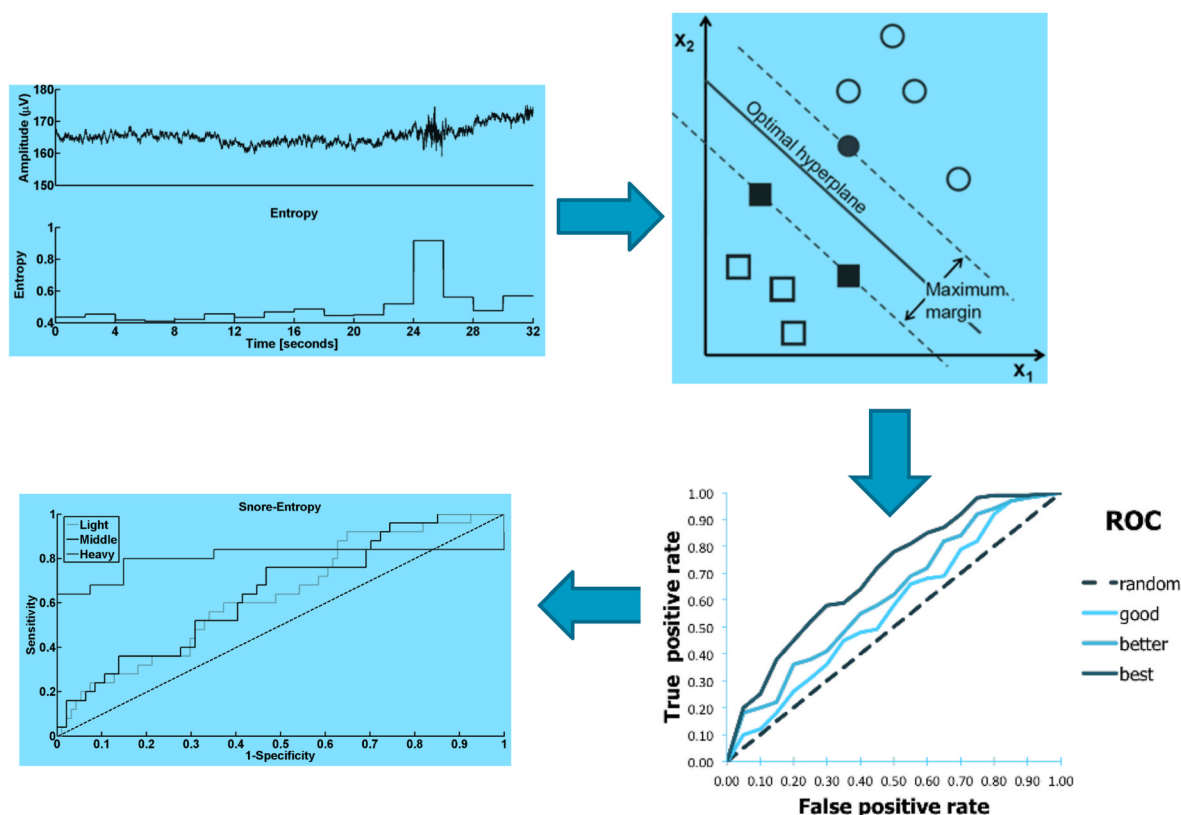 180
170
160
150
Amplitude (µV)
Entropy
1
0.8
0.6
0.4
Entropy
0 4 8 12 16 20 24 28 32
Time [seconds]
X2
Optimal hyperplane
Maximum
margin
X1
Snore-Entropy
Light
Middle
Heavy
1
0.8
0.6
0.4
0.2
0
Sensitivity
0.1 0.2 0.3 0.4 0.5 0.6 0.7 0.8 0.9 1
1-Specificity
1.00
0.90
0.80
0.70
0.60
0.50
0.40
0.30
0.20
0.10
0.00
True positive rate
0.00 0.10 0.20 0.30 0.40 0.50 0.60 0.70 0.80 0.90 1.00
False positive rate
ROC
random
good
better
best